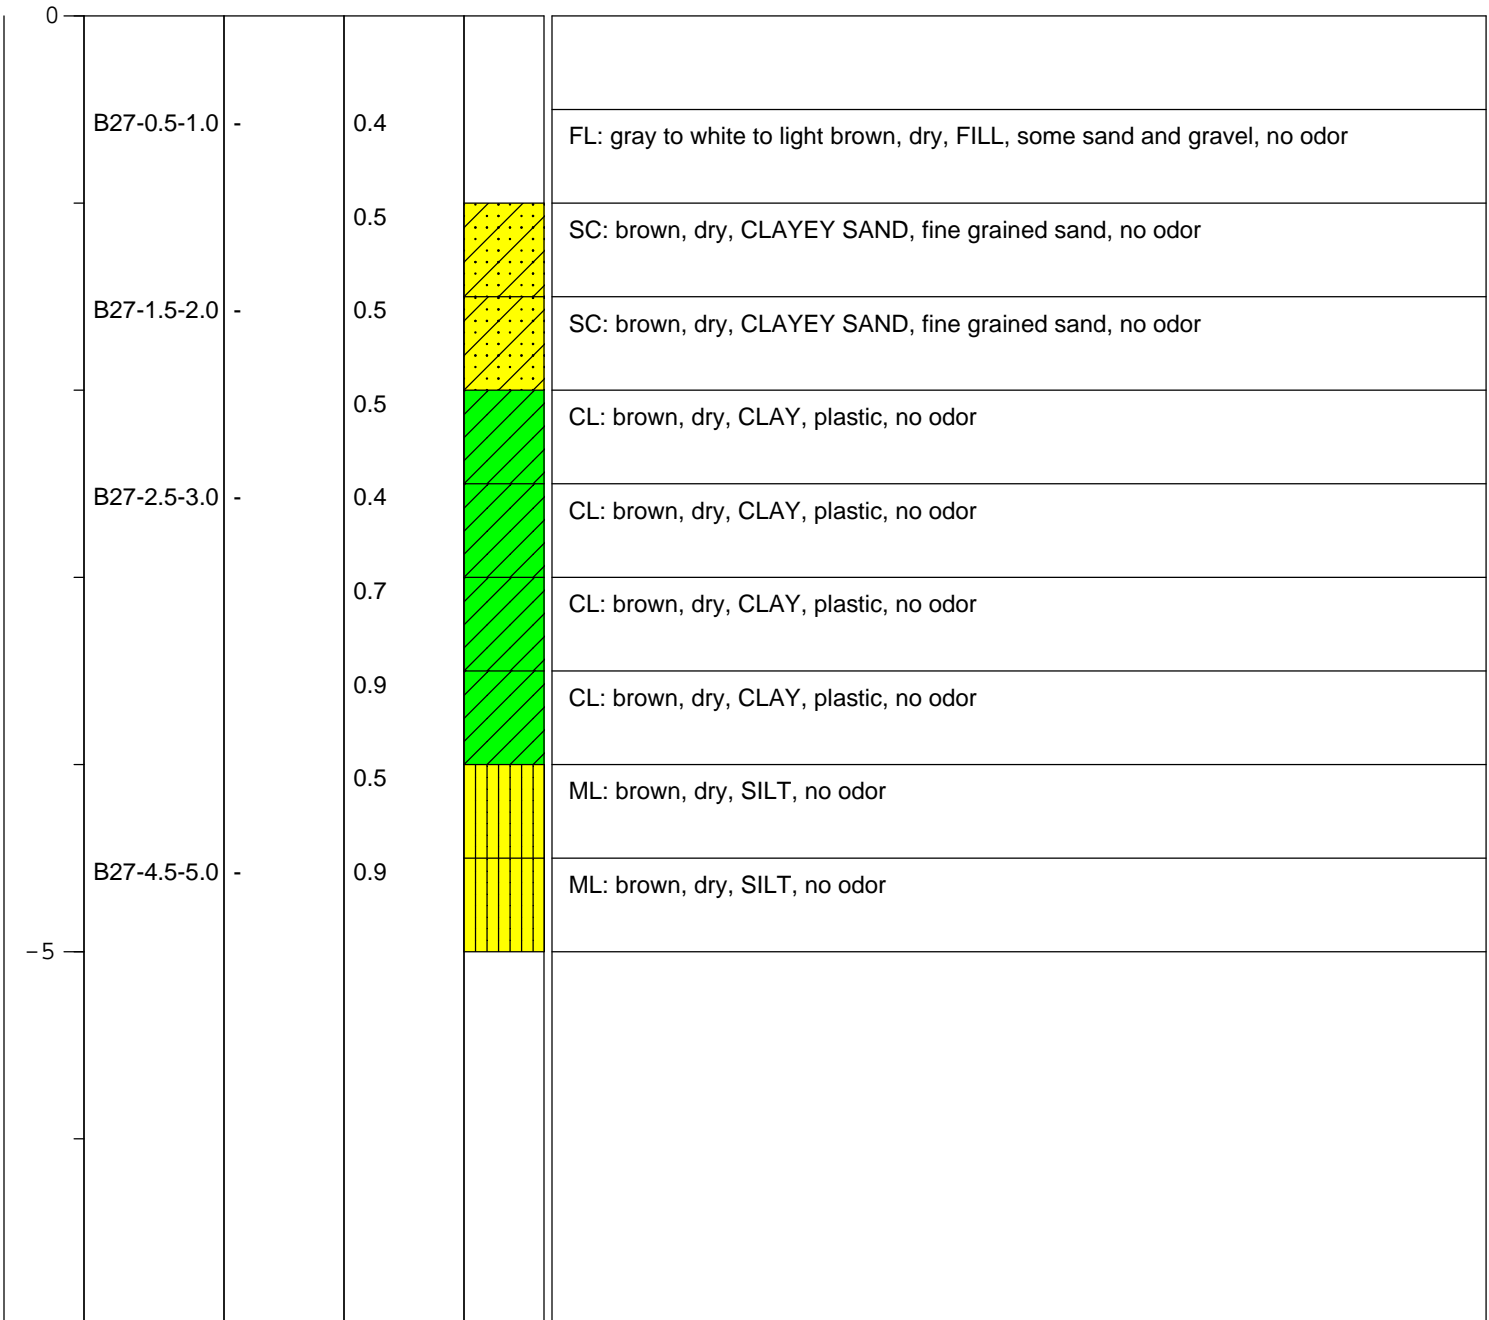 0
B27-0.5-1.0 - 0.4 FL: gray to white to light brown, dry, FILL, some sand and gravel, no odor
0.5 SC: brown, dry, CLAYEY SAND, fine grained sand, no odor
B27-1.5-2.0 - 0.5 SC: brown, dry, CLAYEY SAND, fine grained sand, no odor
0.5 CL: brown, dry, CLAY, plastic, no odor
B27-2.5-3.0 - 0.4 CL: brown, dry, CLAY, plastic, no odor
0.7 CL: brown, dry, CLAY, plastic, no odor
0.9 CL: brown, dry, CLAY, plastic, no odor
0.5 ML: brown, dry, SILT, no odor
B27-4.5-5.0 - 0.9 ML: brown, dry, SILT, no odor
-5